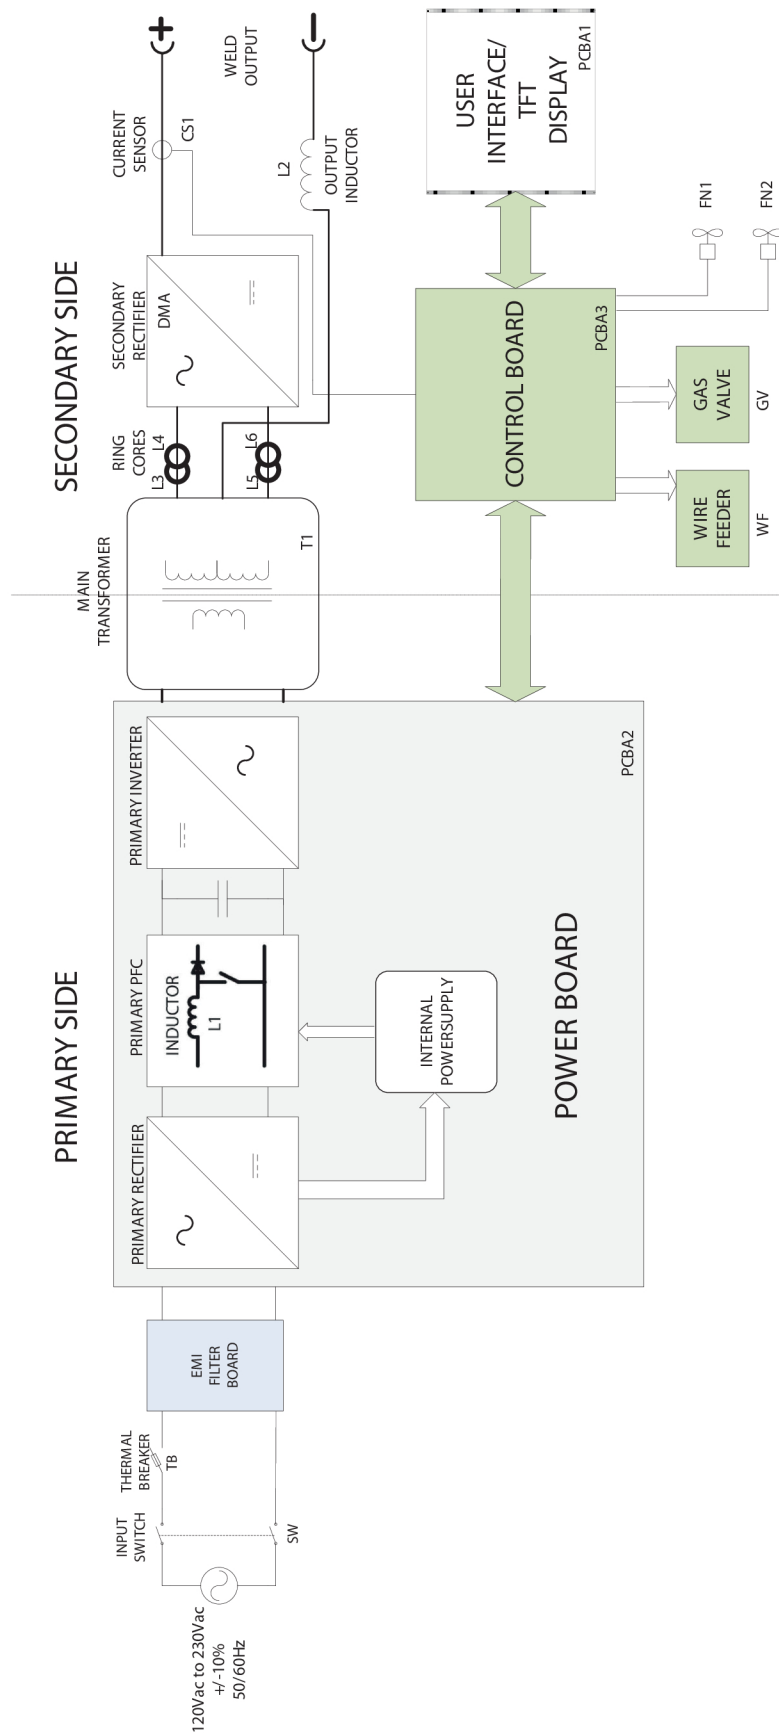 PRIMARY SIDE
SECONDARY SIDE
120Vac to 230Vac
+/-10%
50/60Hz
INPUT
SWITCH
SW
THERMAL
BREAKER
TB
EMI
FILTER
BOARD
PRIMARY RECTIFIER
PRIMARY PFC
INDUCTOR
L1
PRIMARY INVERTER
INTERNAL
POWERSUPPLY
POWER BOARD
PCBA2
MAIN
TRANSFORMER
T1
RING
CORES
L3
L4
L5
L6
SECONDARY
RECTIFIER
DMA
CURRENT
SENSOR
CS1
+
WELD
OUTPUT
−
L2
OUTPUT
INDUCTOR
CONTROL BOARD
PCBA3
USER
INTERFACE/
TFT
DISPLAY
PCBA1
WIRE
FEEDER
WF
GAS
VALVE
GV
FN1
FN2